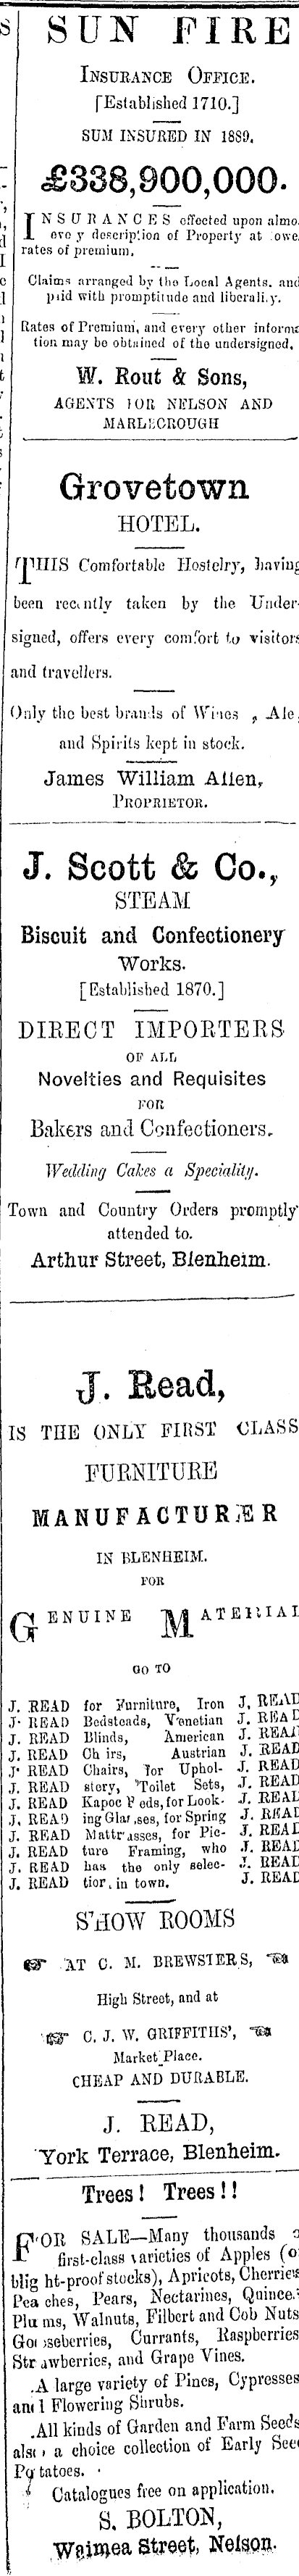 SUN FIRE
INSURANCE OFFICE.
[Established 1710.]
SUM INSURED IN 1889,
£338,900,000.
INSURANCES effected upon almo
eve y descrip'ion of Property at owe
rates of premium.
Claims arranged by the Local Agents. and
paid with promptitude and liberali.y.
Rates of Premium, and every other informa
tion may be obtained of the undersigned.
W. Rout & Sons,
AGENTS FOR NELSON AND
MARLBOROUGH
Grovetown
HOTEL.
THIS Comfortable Hostelry, having
been recently taken by the Under
signed, offers every comfort to visitors
and travellers.
Only the best brands of Wines , Ale,
and Spirits kept in stock.
James William Allen,
PROPRIETOR.
J. Scott & Co.,
STEAM
Biscuit and Confectionery
Works.
[Established 1870.]
DIRECT IMPORTERS
OF ALL
Novelties and Requisites
FOR
Bakers and Confectioners.
Wedding Cakes a Speciality.
Town and Country Orders promptly
attended to.
Arthur Street, Blenheim.
J. Read,
IS THE ONLY FIRST CLASS
FURNITURE
MANUFACTURER
IN BLENHEIM.
FOR
GENUINE MATERIAL
GO TO
J. READ for Furniture, Iron J. READ
J. READ Bedsteads, Venetian J. READ
J. READ Blinds, American J. READ
J. READ Ch irs, Austrian J. READ
J. READ Chairs, for Uphol- J. READ
J. READ stery, Toilet Sets, J. READ
J. READ Kapoc Beds, for Look- J. READ
J. READ ing Glasses, for Spring J. READ
J. READ Mattrasses, for Pic- J. READ
J. READ ture Framing, who J. READ
J. READ has the only selec- J. READ
J. READ tion in town. J. READ
SHOW ROOMS
☞ AT C. M. BREWSTERS, ☜
High Street, and at
☞ C. J. W. GRIFFITHS', ☜
Market Place.
CHEAP AND DURABLE.
J. READ,
York Terrace, Blenheim.
Trees! Trees!!
FOR SALE—Many thousands
first-class varieties of Apples (o
blight-proof stocks), Apricots, Cherries
Peaches, Pears, Nectarines, Quince.
Plums, Walnuts, Filbert and Cob Nuts
Gooseberries, Currants, Raspberries
Strawberries, and Grape Vines.
A large variety of Pines, Cypresses
and Flowering Shrubs.
All kinds of Garden and Farm Seeds
also a choice collection of Early See
Potatoes.
Catalogues free on application.
S. BOLTON,
Waimea Street, Nelson.